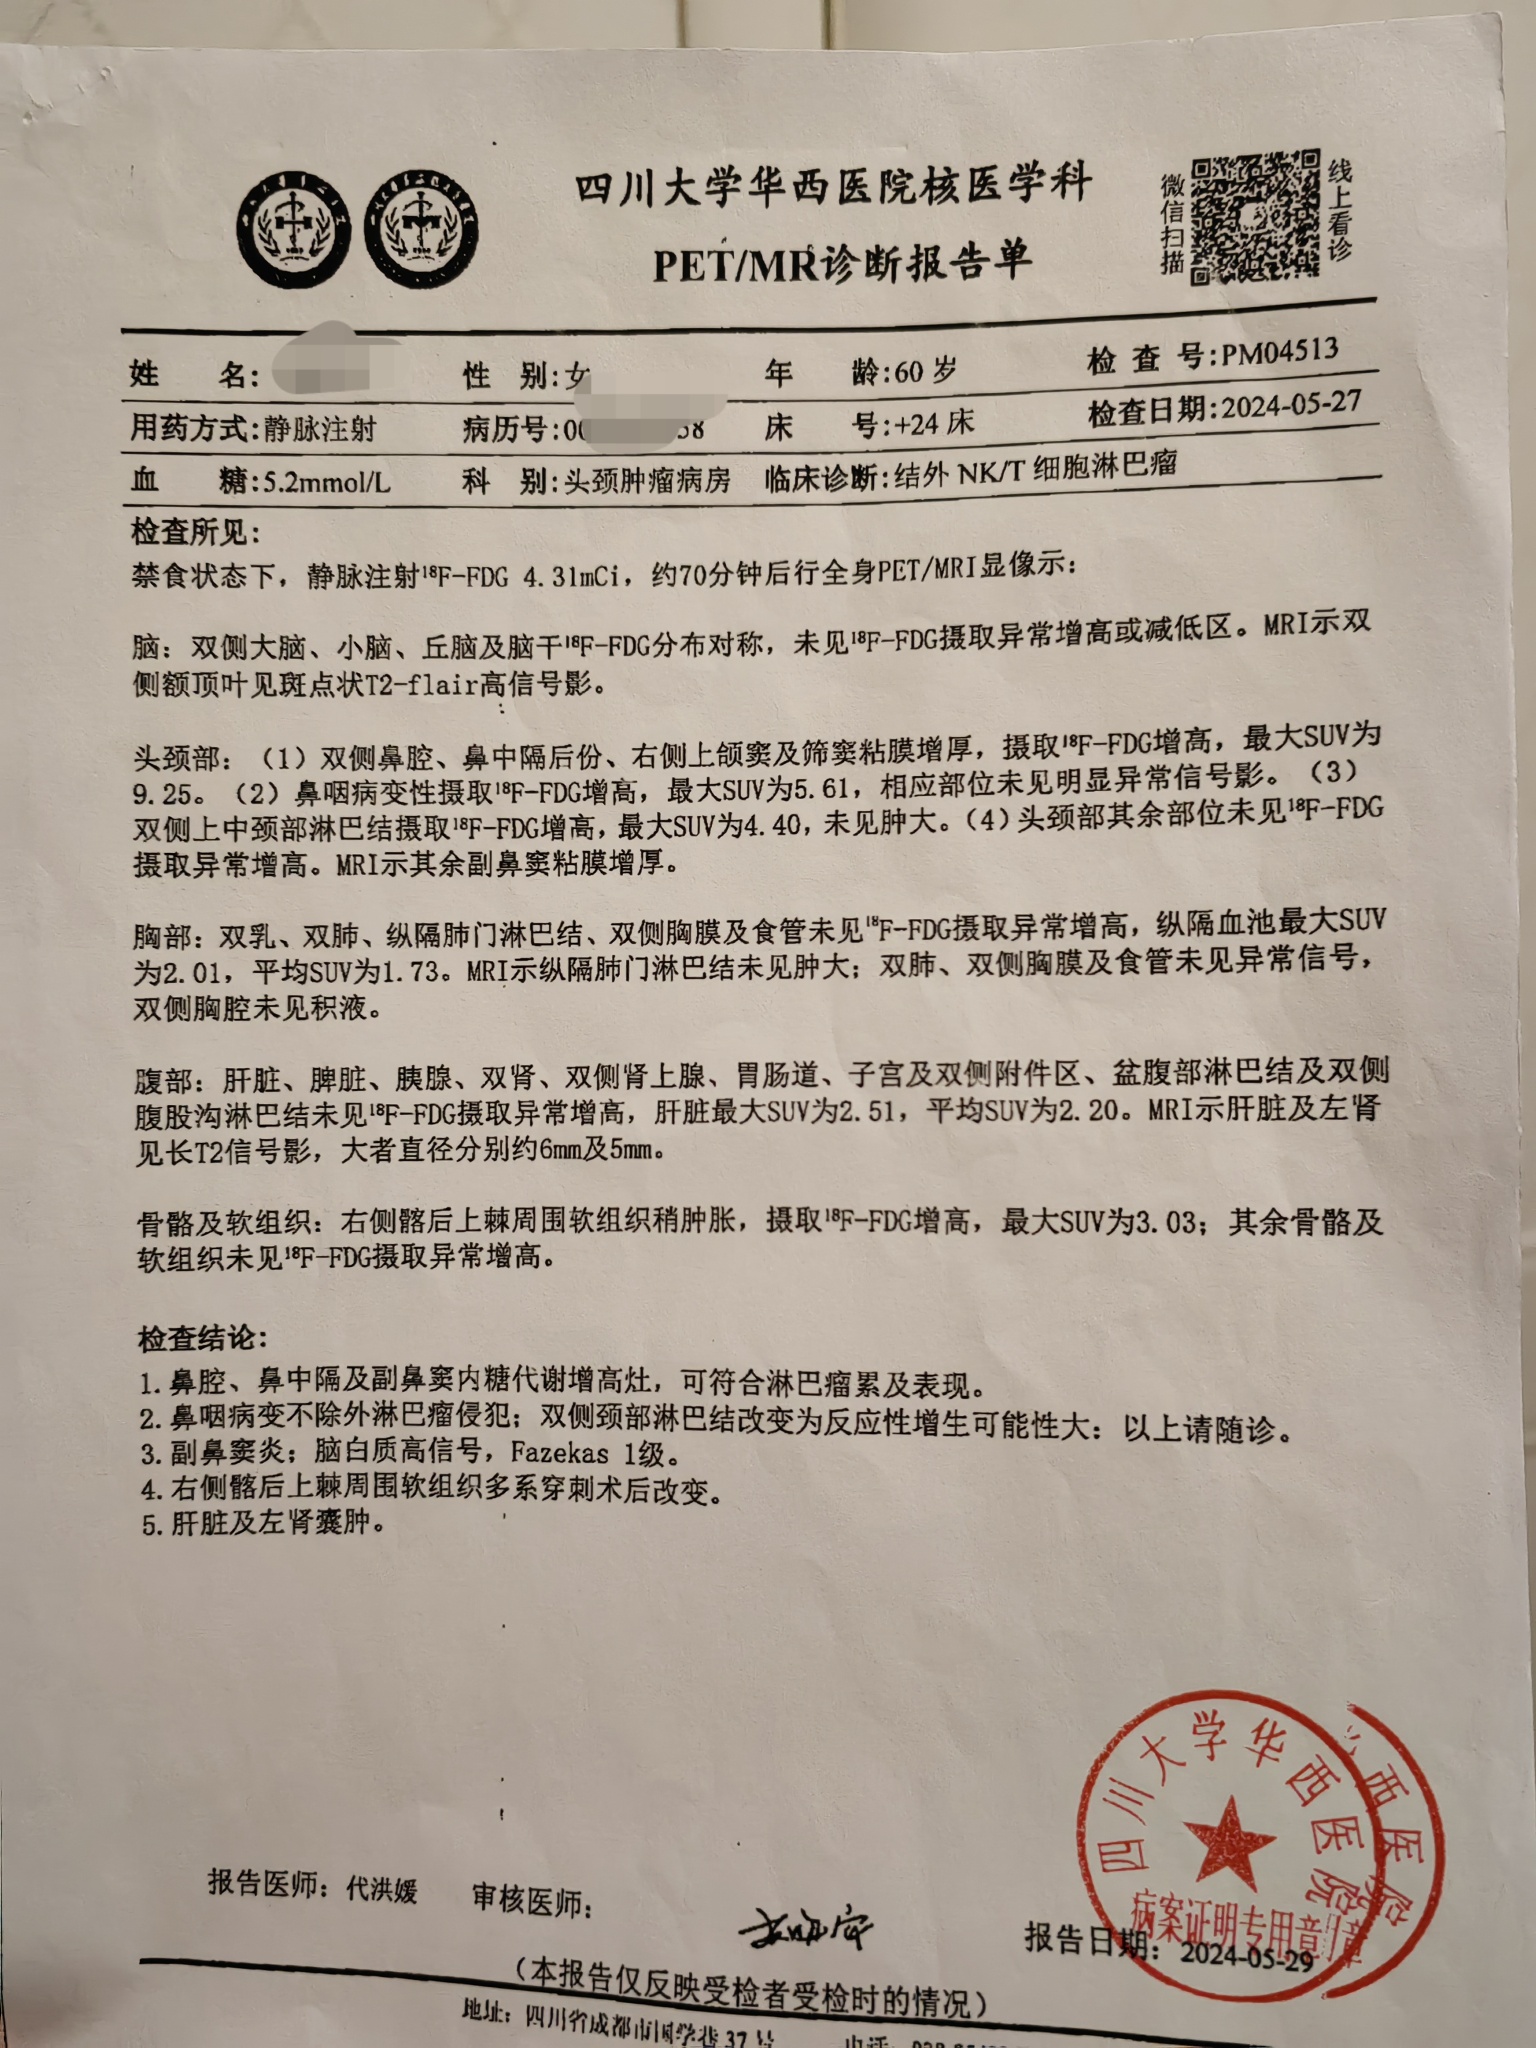 四川大学华西医院核医学科
PET/MR诊断报告单
微信扫描
线上看诊
姓 名: 性 别:女 年 龄:60 岁 检 查 号:PM04513
用药方式:静脉注射 病历号:00 58 床 号:+24 床 检查日期:2024-05-27
血 糖:5.2mmol/L 科 别:头颈肿瘤病房 临床诊断:结外 NK/T 细胞淋巴瘤
检查所见:
禁食状态下，静脉注射¹⁸F-FDG 4.31mCi，约70分钟后行全身PET/MRI显像示:
脑: 双侧大脑、小脑、丘脑及脑干¹⁸F-FDG分布对称，未见¹⁸F-FDG摄取异常增高或减低区。MRI示双
侧额顶叶见斑点状T2-flair高信号影。
头颈部: (1) 双侧鼻腔、鼻中隔后份、右侧上颌窦及筛窦粘膜增厚，摄取¹⁸F-FDG增高，最大SUV为
9.25。(2) 鼻咽病变性摄取¹⁸F-FDG增高，最大SUV为5.61，相应部位未见明显异常信号影。(3)
双侧上中颈部淋巴结摄取¹⁸F-FDG增高，最大SUV为4.40，未见肿大。(4) 头颈部其余部位未见¹⁸F-FDG
摄取异常增高。MRI示其余副鼻窦粘膜增厚。
胸部: 双乳、双肺、纵隔肺门淋巴结、双侧胸膜及食管未见¹⁸F-FDG摄取异常增高，纵隔血池最大SUV
为2.01，平均SUV为1.73。MRI示纵隔肺门淋巴结未见肿大；双肺、双侧胸膜及食管未见异常信号，
双侧胸腔未见积液。
腹部: 肝脏、脾脏、胰腺、双肾、双侧肾上腺、胃肠道、子宫及双侧附件区、盆腹部淋巴结及双侧
腹股沟淋巴结未见¹⁸F-FDG摄取异常增高，肝脏最大SUV为2.51，平均SUV为2.20。MRI示肝脏及左肾
见长T2信号影，大者直径分别约6mm及5mm。
骨骼及软组织: 右侧髂后上棘周围软组织稍肿胀，摄取¹⁸F-FDG增高，最大SUV为3.03；其余骨骼及
软组织未见¹⁸F-FDG摄取异常增高。
检查结论:
1. 鼻腔、鼻中隔及副鼻窦内糖代谢增高灶，可符合淋巴瘤累及表现。
2. 鼻咽病变不除外淋巴瘤侵犯；双侧颈部淋巴结改变为反应性增生可能性大: 以上请随诊。
3. 副鼻窦炎；脑白质高信号，Fazekas 1级。
4. 右侧髂后上棘周围软组织多系穿刺术后改变。
5. 肝脏及左肾囊肿。
四川大学华西医院
病案证明专用章
西医院
章
报告医师: 代洪媛 审核医师: 报告日期: 2024-05-29
(本报告仅反映受检者受检时的情况)
地址: 四川省成都市国学巷 37 号 电话: